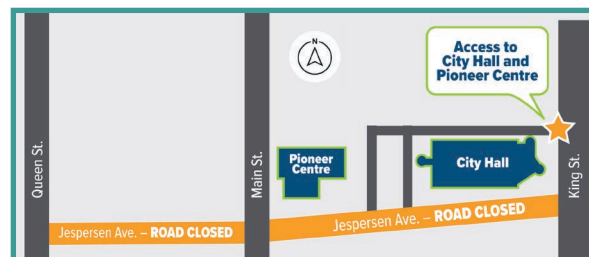 N
Access to
City Hall and
Pioneer Centre
Queen St.
Main St.
Pioneer
Centre
City Hall
King St.
Jespersen Ave. – ROAD CLOSED
Jespersen Ave. – ROAD CLOSED